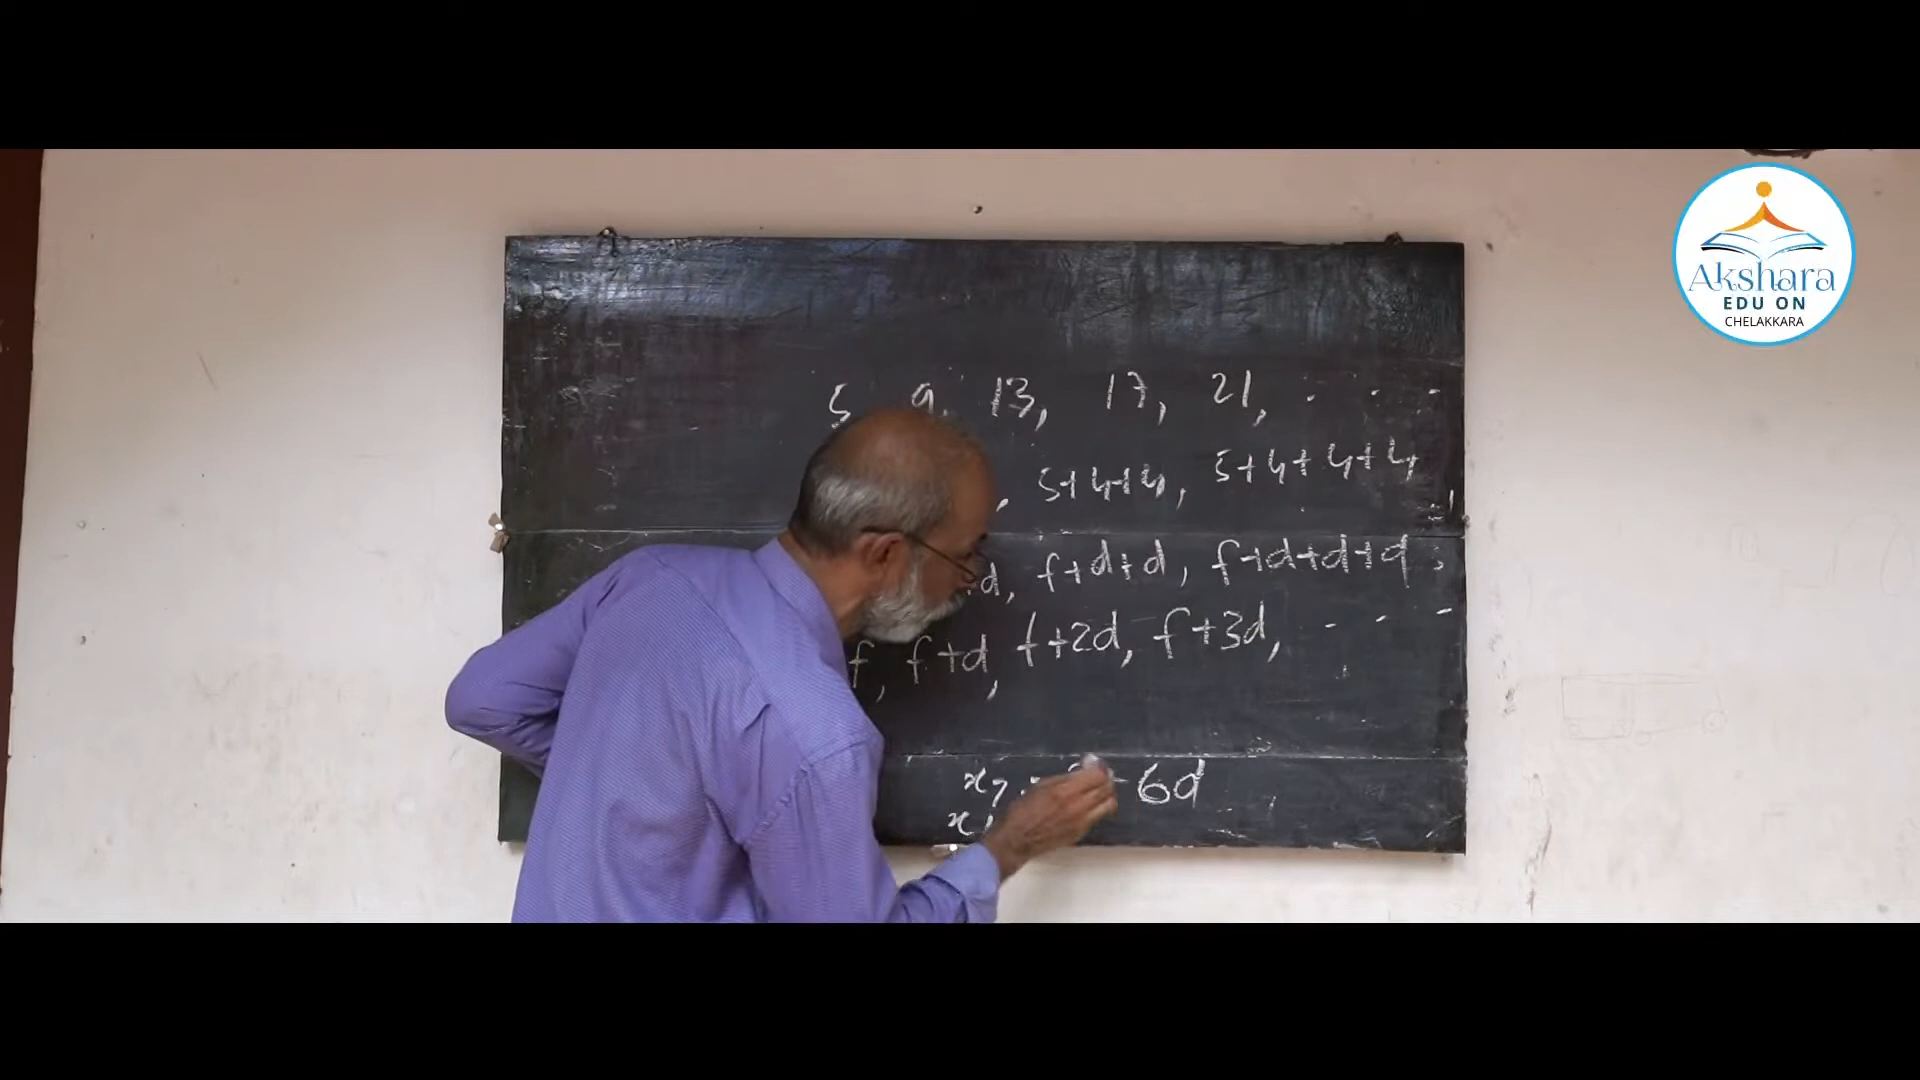 5 9, 13, 17, 21, . . .
, 5+4+4, 5+4+4+4,
+d, f+d+d, f+d+d+d,
f, f+d, f+2d, f+3d, - - -
x7 = 6d
x
Akshara
EDU ON
CHELAKKARA